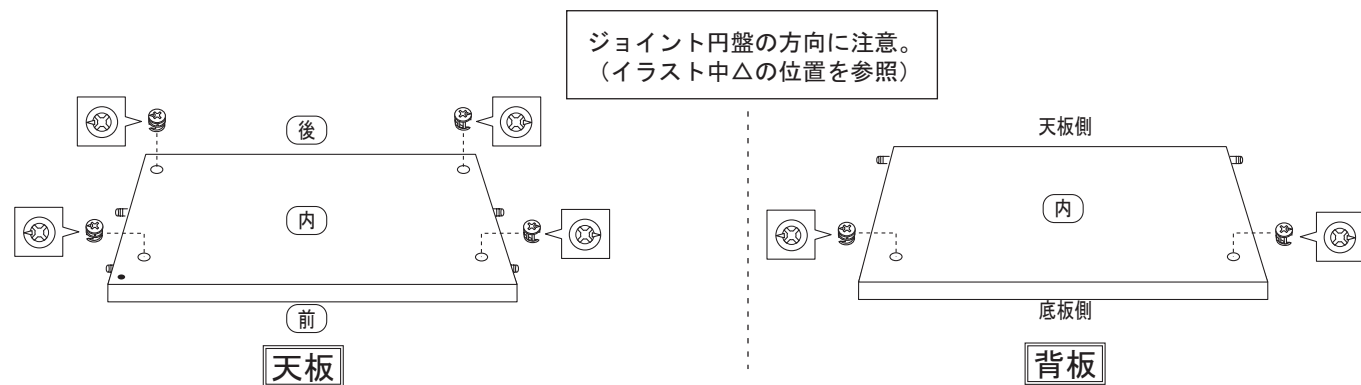 ジョイント円盤の方向に注意。
（イラスト中△の位置を参照）
後
内
前
天板
天板側
内
底板側
背板